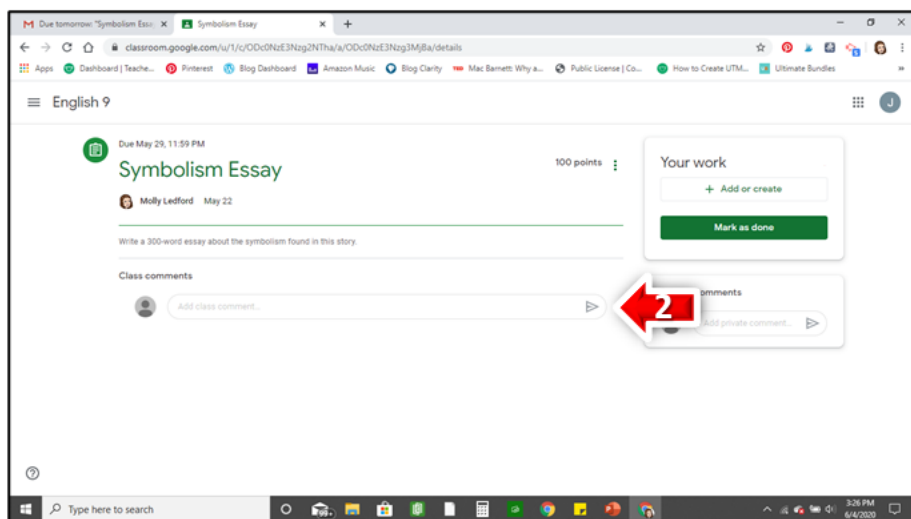 Due tomorrow: "Symbolism Essa
Symbolism Essay
classroom.google.com/u/1/c/ODc0NzE3Nzg2NTha/a/ODc0NzE3Nzg3MjBa/details
Apps Dashboard | Teache... Pinterest Blog Dashboard Amazon Music Blog Clarity Mac Barnett: Why a... Public License | Co... How to Create UTM... Ultimate Bundles
English 9
J
Due May 29, 11:59 PM
Symbolism Essay
100 points
Molly Ledford May 22
Write a 300-word essay about the symbolism found in this story.
Class comments
Add class comment...
2
Your work
+ Add or create
Mark as done
omments
Add private comment...
Type here to search
99+
3:26 PM
6/4/2020